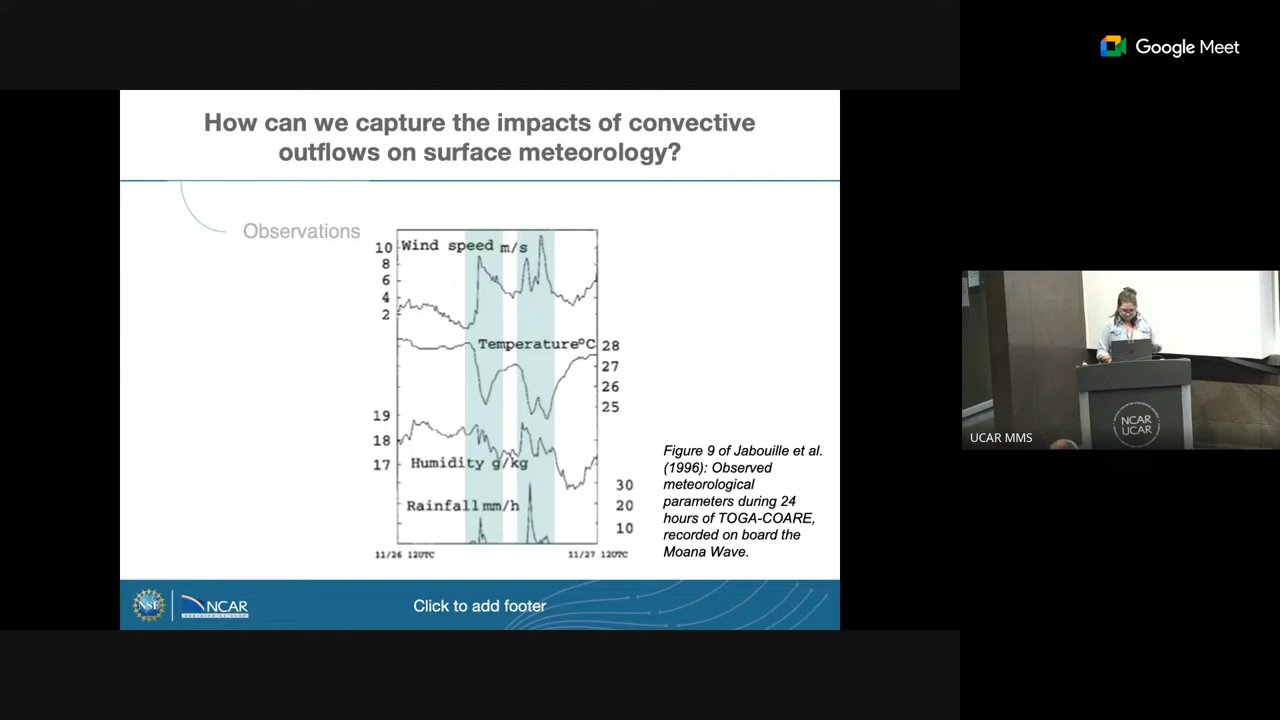 Google Meet
How can we capture the impacts of convective
outflows on surface meteorology?
Observations
10 Wind speed m/s
8
6
4
2
Temperature°C 28
27
26
25
19
18
17
Humidity g/kg
30
Rainfall mm/h 20
10
11/26 12UTC 11/27 12UTC
Figure 9 of Jabouille et al.
(1996): Observed
meteorological
parameters during 24
hours of TOGA-COARE,
recorded on board the
Moana Wave.
NSF NCAR
Click to add footer
NCAR
UCAR
UCAR MMS